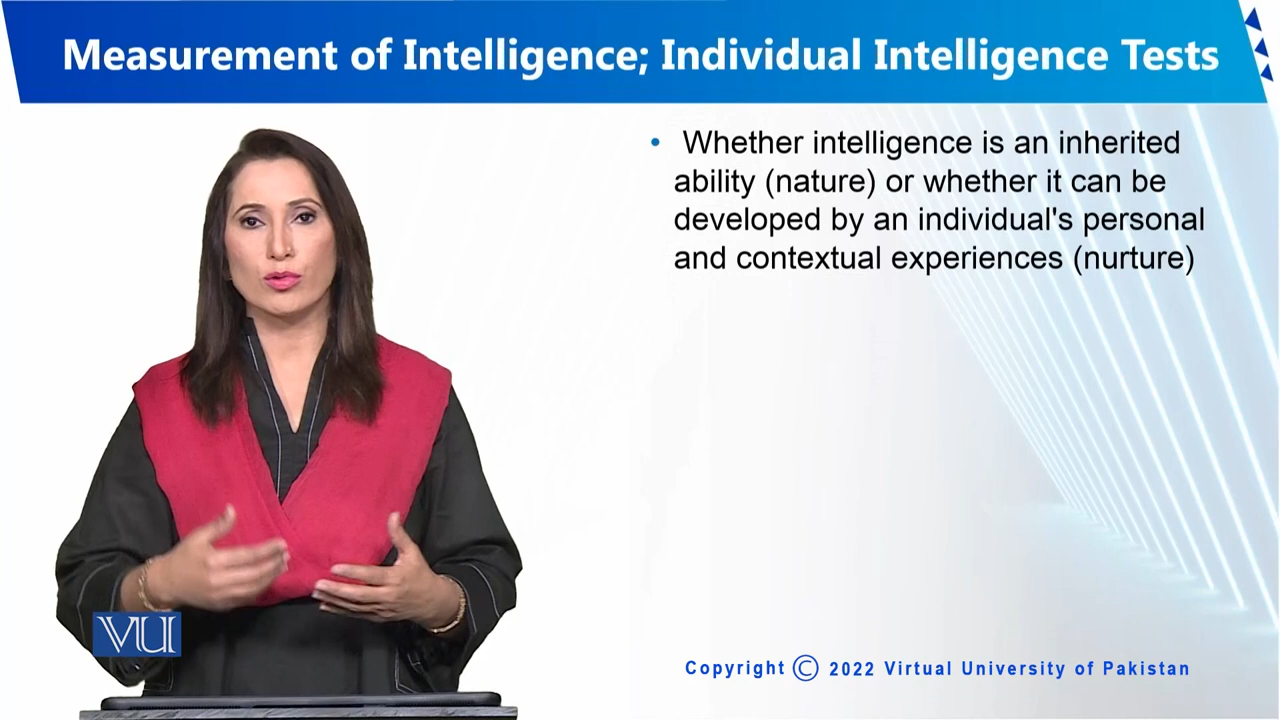 Measurement of Intelligence; Individual Intelligence Tests
• Whether intelligence is an inherited
ability (nature) or whether it can be
developed by an individual's personal
and contextual experiences (nurture)
VU
Copyright © 2022 Virtual University of Pakistan